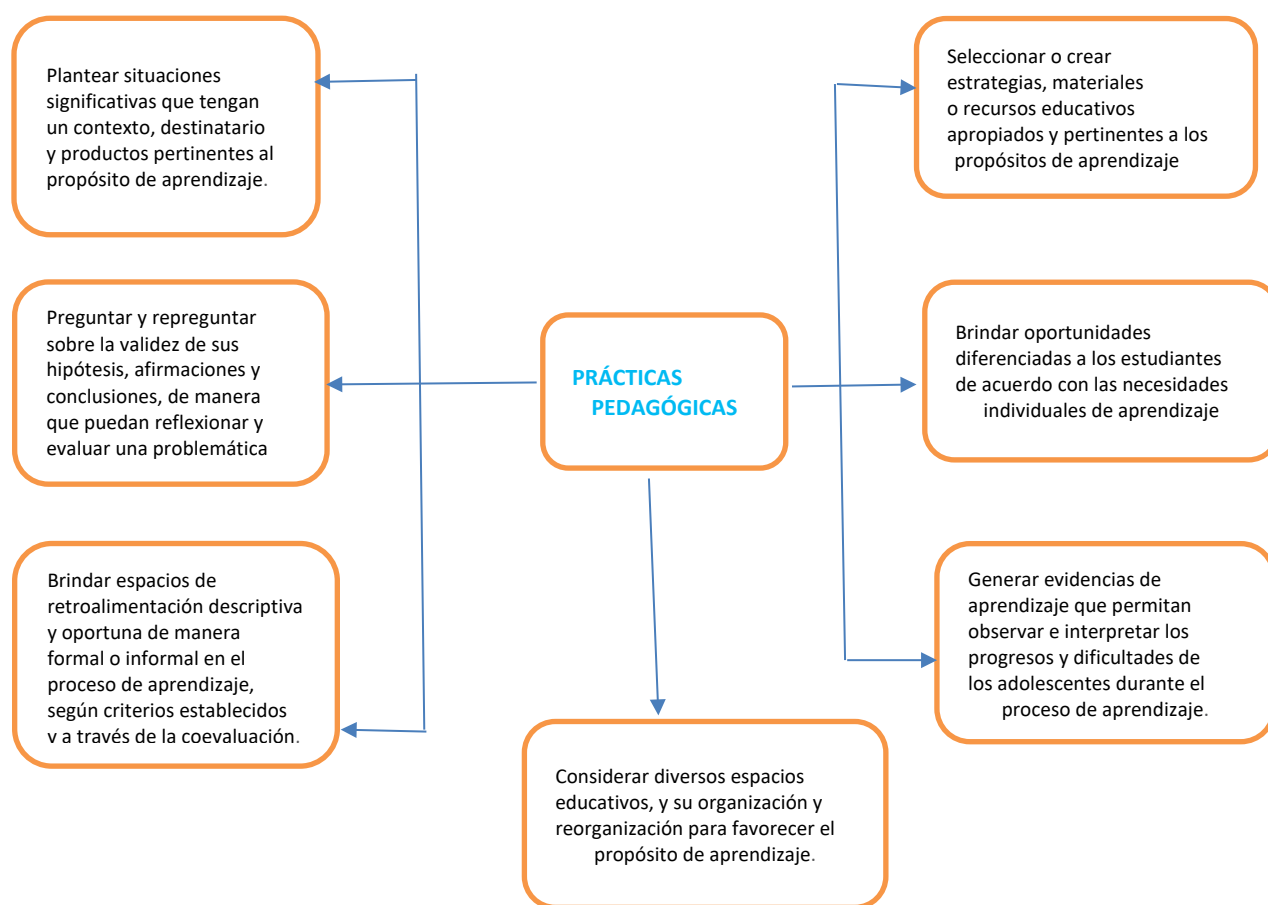 Plantear situaciones
significativas que tengan
un contexto, destinatario
y productos pertinentes al
propósito de aprendizaje.
Seleccionar o crear
estrategias, materiales
o recursos educativos
apropiados y pertinentes a los
propósitos de aprendizaje
Preguntar y repreguntar
sobre la validez de sus
hipótesis, afirmaciones y
conclusiones, de manera
que puedan reflexionar y
evaluar una problemática
PRÁCTICAS
PEDAGÓGICAS
Brindar oportunidades
diferenciadas a los estudiantes
de acuerdo con las necesidades
individuales de aprendizaje
Brindar espacios de
retroalimentación descriptiva
y oportuna de manera
formal o informal en el
proceso de aprendizaje,
según criterios establecidos
y a través de la coevaluación.
Generar evidencias de
aprendizaje que permitan
observar e interpretar los
progresos y dificultades de
los adolescentes durante el
proceso de aprendizaje.
Considerar diversos espacios
educativos, y su organización y
reorganización para favorecer el
propósito de aprendizaje.